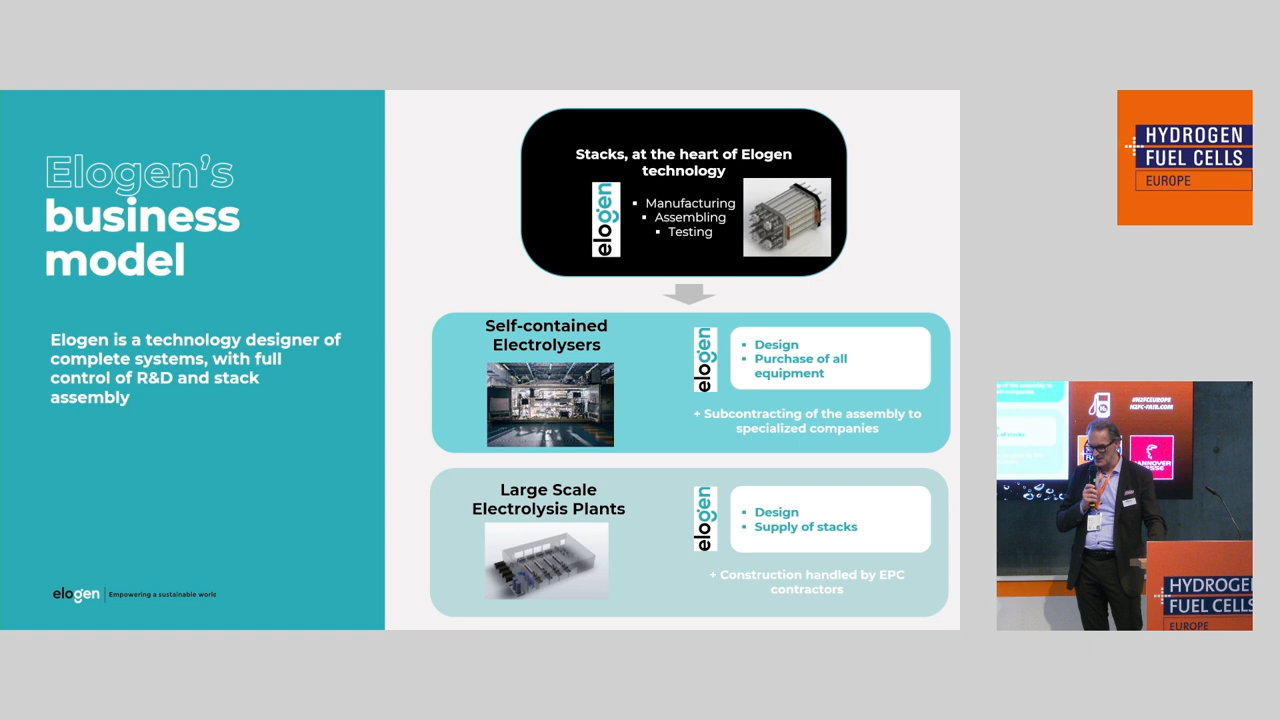 Elogen's
business
model
Elogen is a technology designer of
complete systems, with full
control of R&D and stack
assembly
elogen
Empowering a sustainable world
Stacks, at the heart of Elogen
technology
elogen
▪ Manufacturing
▪ Assembling
▪ Testing
Self-contained
Electrolysers
elogen
▪ Design
▪ Purchase of all
equipment
+ Subcontracting of the assembly to
specialized companies
Large Scale
Electrolysis Plants
elogen
▪ Design
▪ Supply of stacks
+ Construction handled by EPC
contractors
HYDROGEN
FUEL CELLS
EUROPE
#H2FCEUROPE
H2FC-FAIR.COM
HYDROGE
FUEL CELLS
EUROPE